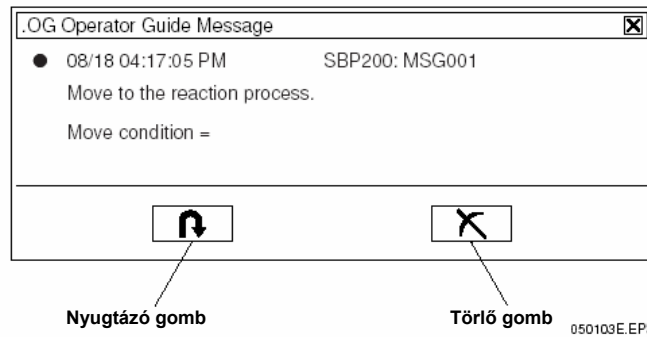 .OG Operator Guide Message
08/18 04:17:05 PM SBP200: MSG001
Move to the reaction process.
Move condition =
Nyugtázó gomb Törlő gomb
050103E.EP